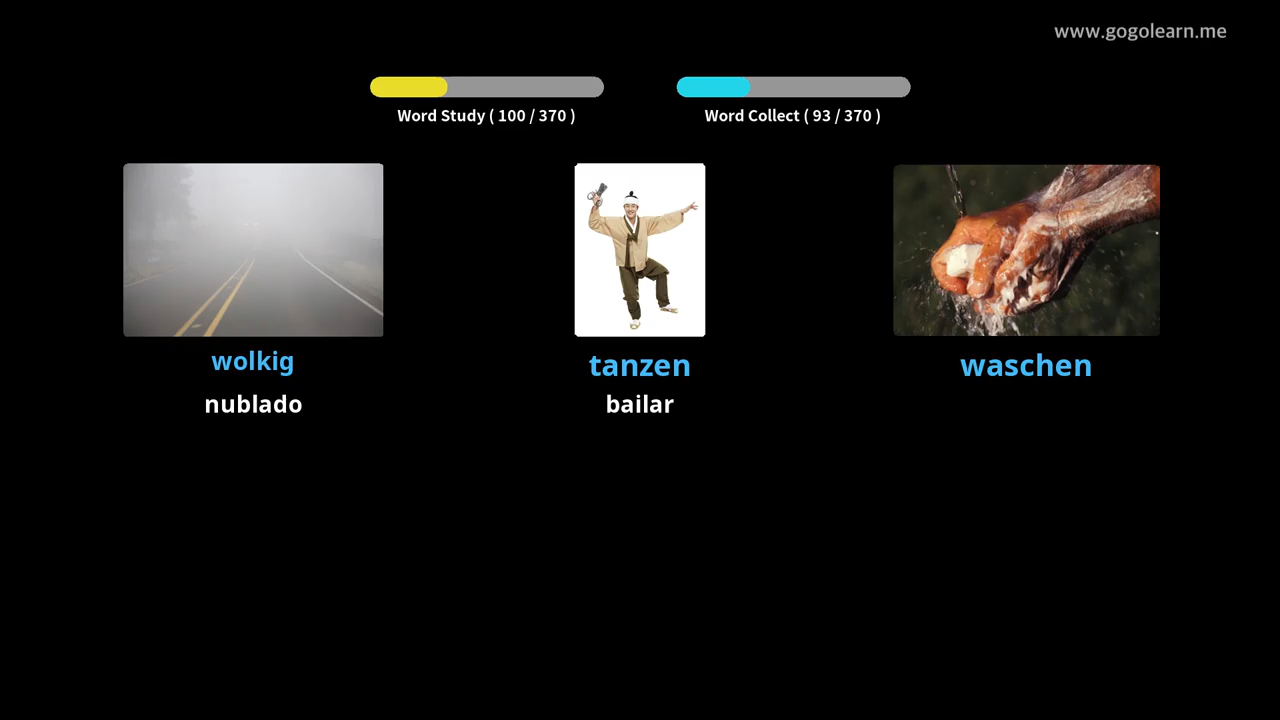 www.gogolearn.me
Word Study ( 100 / 370 )
Word Collect ( 93 / 370 )
wolkig
tanzen
waschen
nublado
bailar